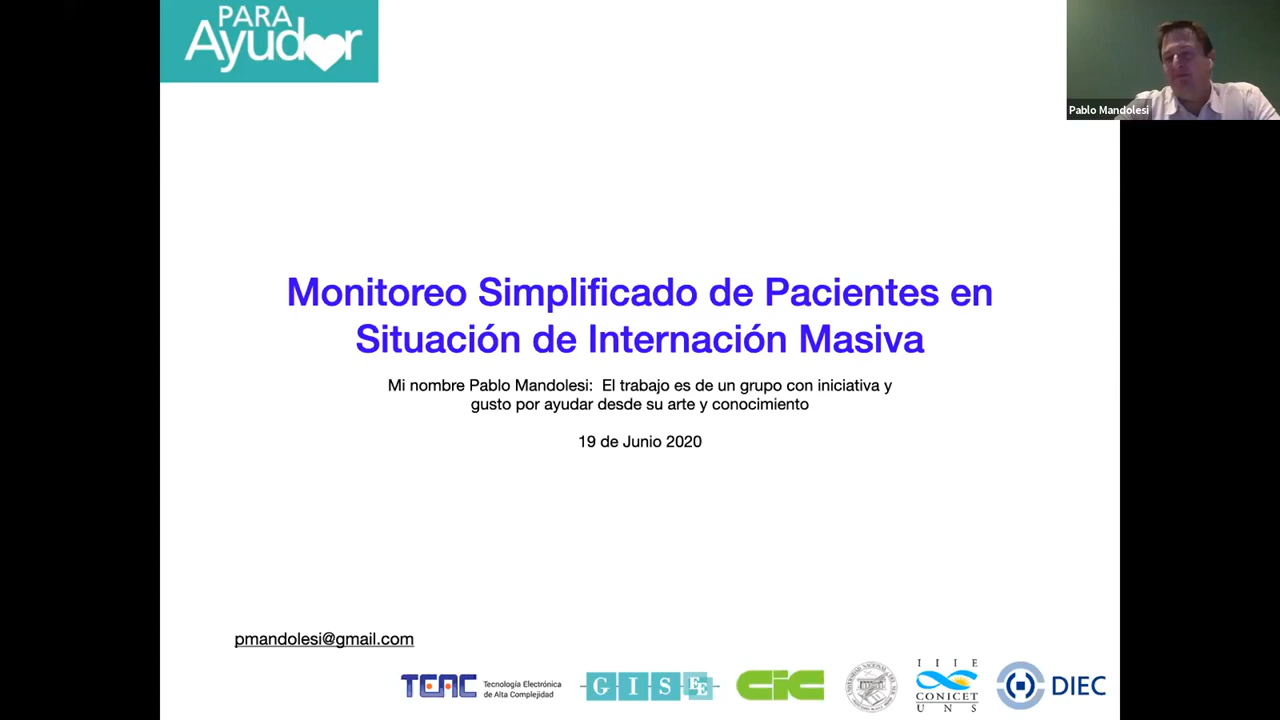 PARA
Ayudar
Pablo Mandolesi
Monitoreo Simplificado de Pacientes en
Situación de Internación Masiva
Mi nombre Pablo Mandolesi: El trabajo es de un grupo con iniciativa y
gusto por ayudar desde su arte y conocimiento
19 de Junio 2020
pmandolesi@gmail.com
TEAC Tecnología Electrónica
de Alta Complejidad
GISEE
CIC
IIIE
CONICET
UNS
DIEC